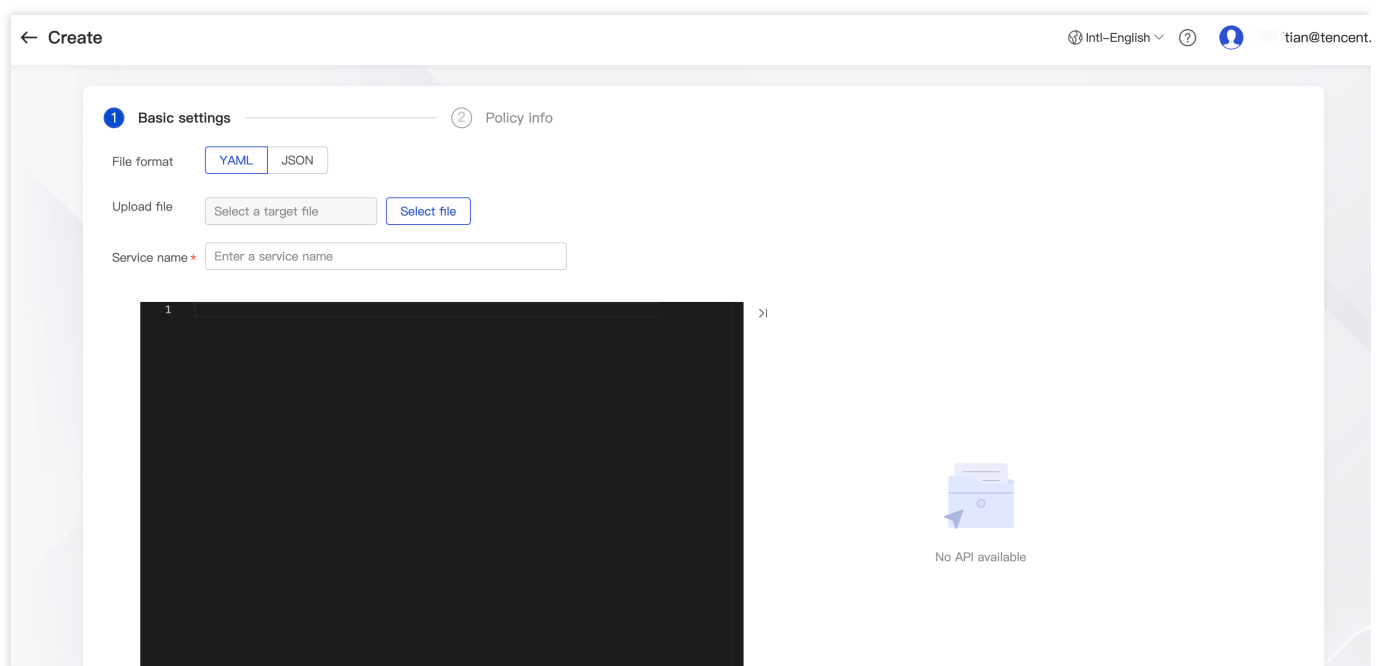 ← Create
Intl-English
tian@tencent.
1 Basic settings
2 Policy info
File format YAML JSON
Upload file Select a target file Select file
Service name * Enter a service name
1
No API available